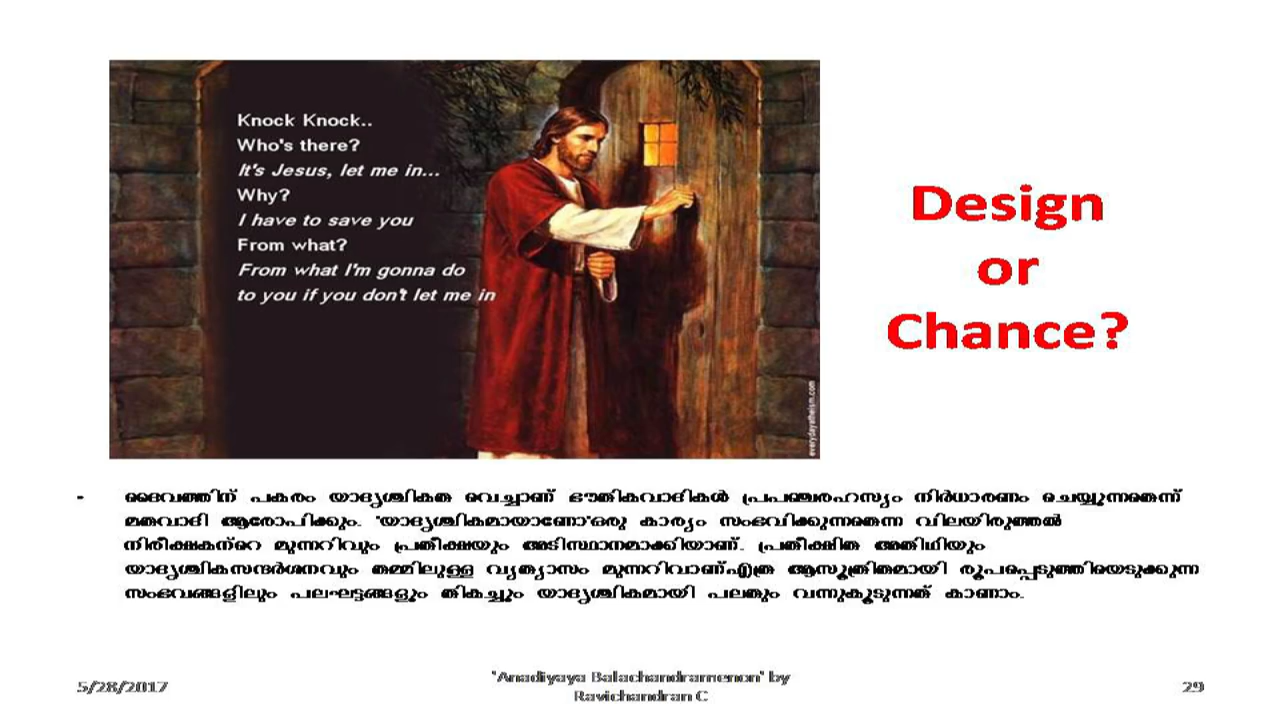 Knock Knock..
Who's there?
It's Jesus, let me in...
Why?
I have to save you
From what?
From what I'm gonna do
to you if you don't let me in
everydayatheism.com
Design
or
Chance?
- ദൈവത്തിന് പകരം യാദൃശ്ചികത വെച്ചാണ് ഭൗതികവാദികൾ പ്രപഞ്ചരഹസ്യം നിർധാരണം ചെയ്യുന്നതെന്ന്
മതവാദി ആരോപിക്കും. 'യാദൃശ്ചികമായാണോ'ഒരു കാര്യം സംഭവിക്കുന്നതെന്ന വിലയിരുത്തൽ
നിരീക്ഷകന്റെ മുന്നറിവും പ്രതീക്ഷയും അടിസ്ഥാനമാക്കിയാണ്. പ്രതീക്ഷിത അതിഥിയും
യാദൃശ്ചികസന്ദർശനവും തമ്മിലുള്ള വ്യത്യാസം മുന്നറിവാണ്എത്ര ആസൂത്രിതമായി രൂപപ്പെടുത്തിയെടുക്കുന്ന
സംഭവങ്ങളിലും പലഘട്ടങ്ങളും തികച്ചും യാദൃശ്ചികമായി പലതും വന്നുകൂടുന്നത് കാണാം.
5/28/2017
'Anadiyaya Balachandramenon' by
Ravichandran C
29